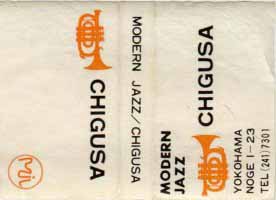 CHIGUSA
MODERN JAZZ/CHIGUSA
MODERN
JAZZ
CHIGUSA
YOKOHAMA
NOGE 1-23
TEL (241) 7301